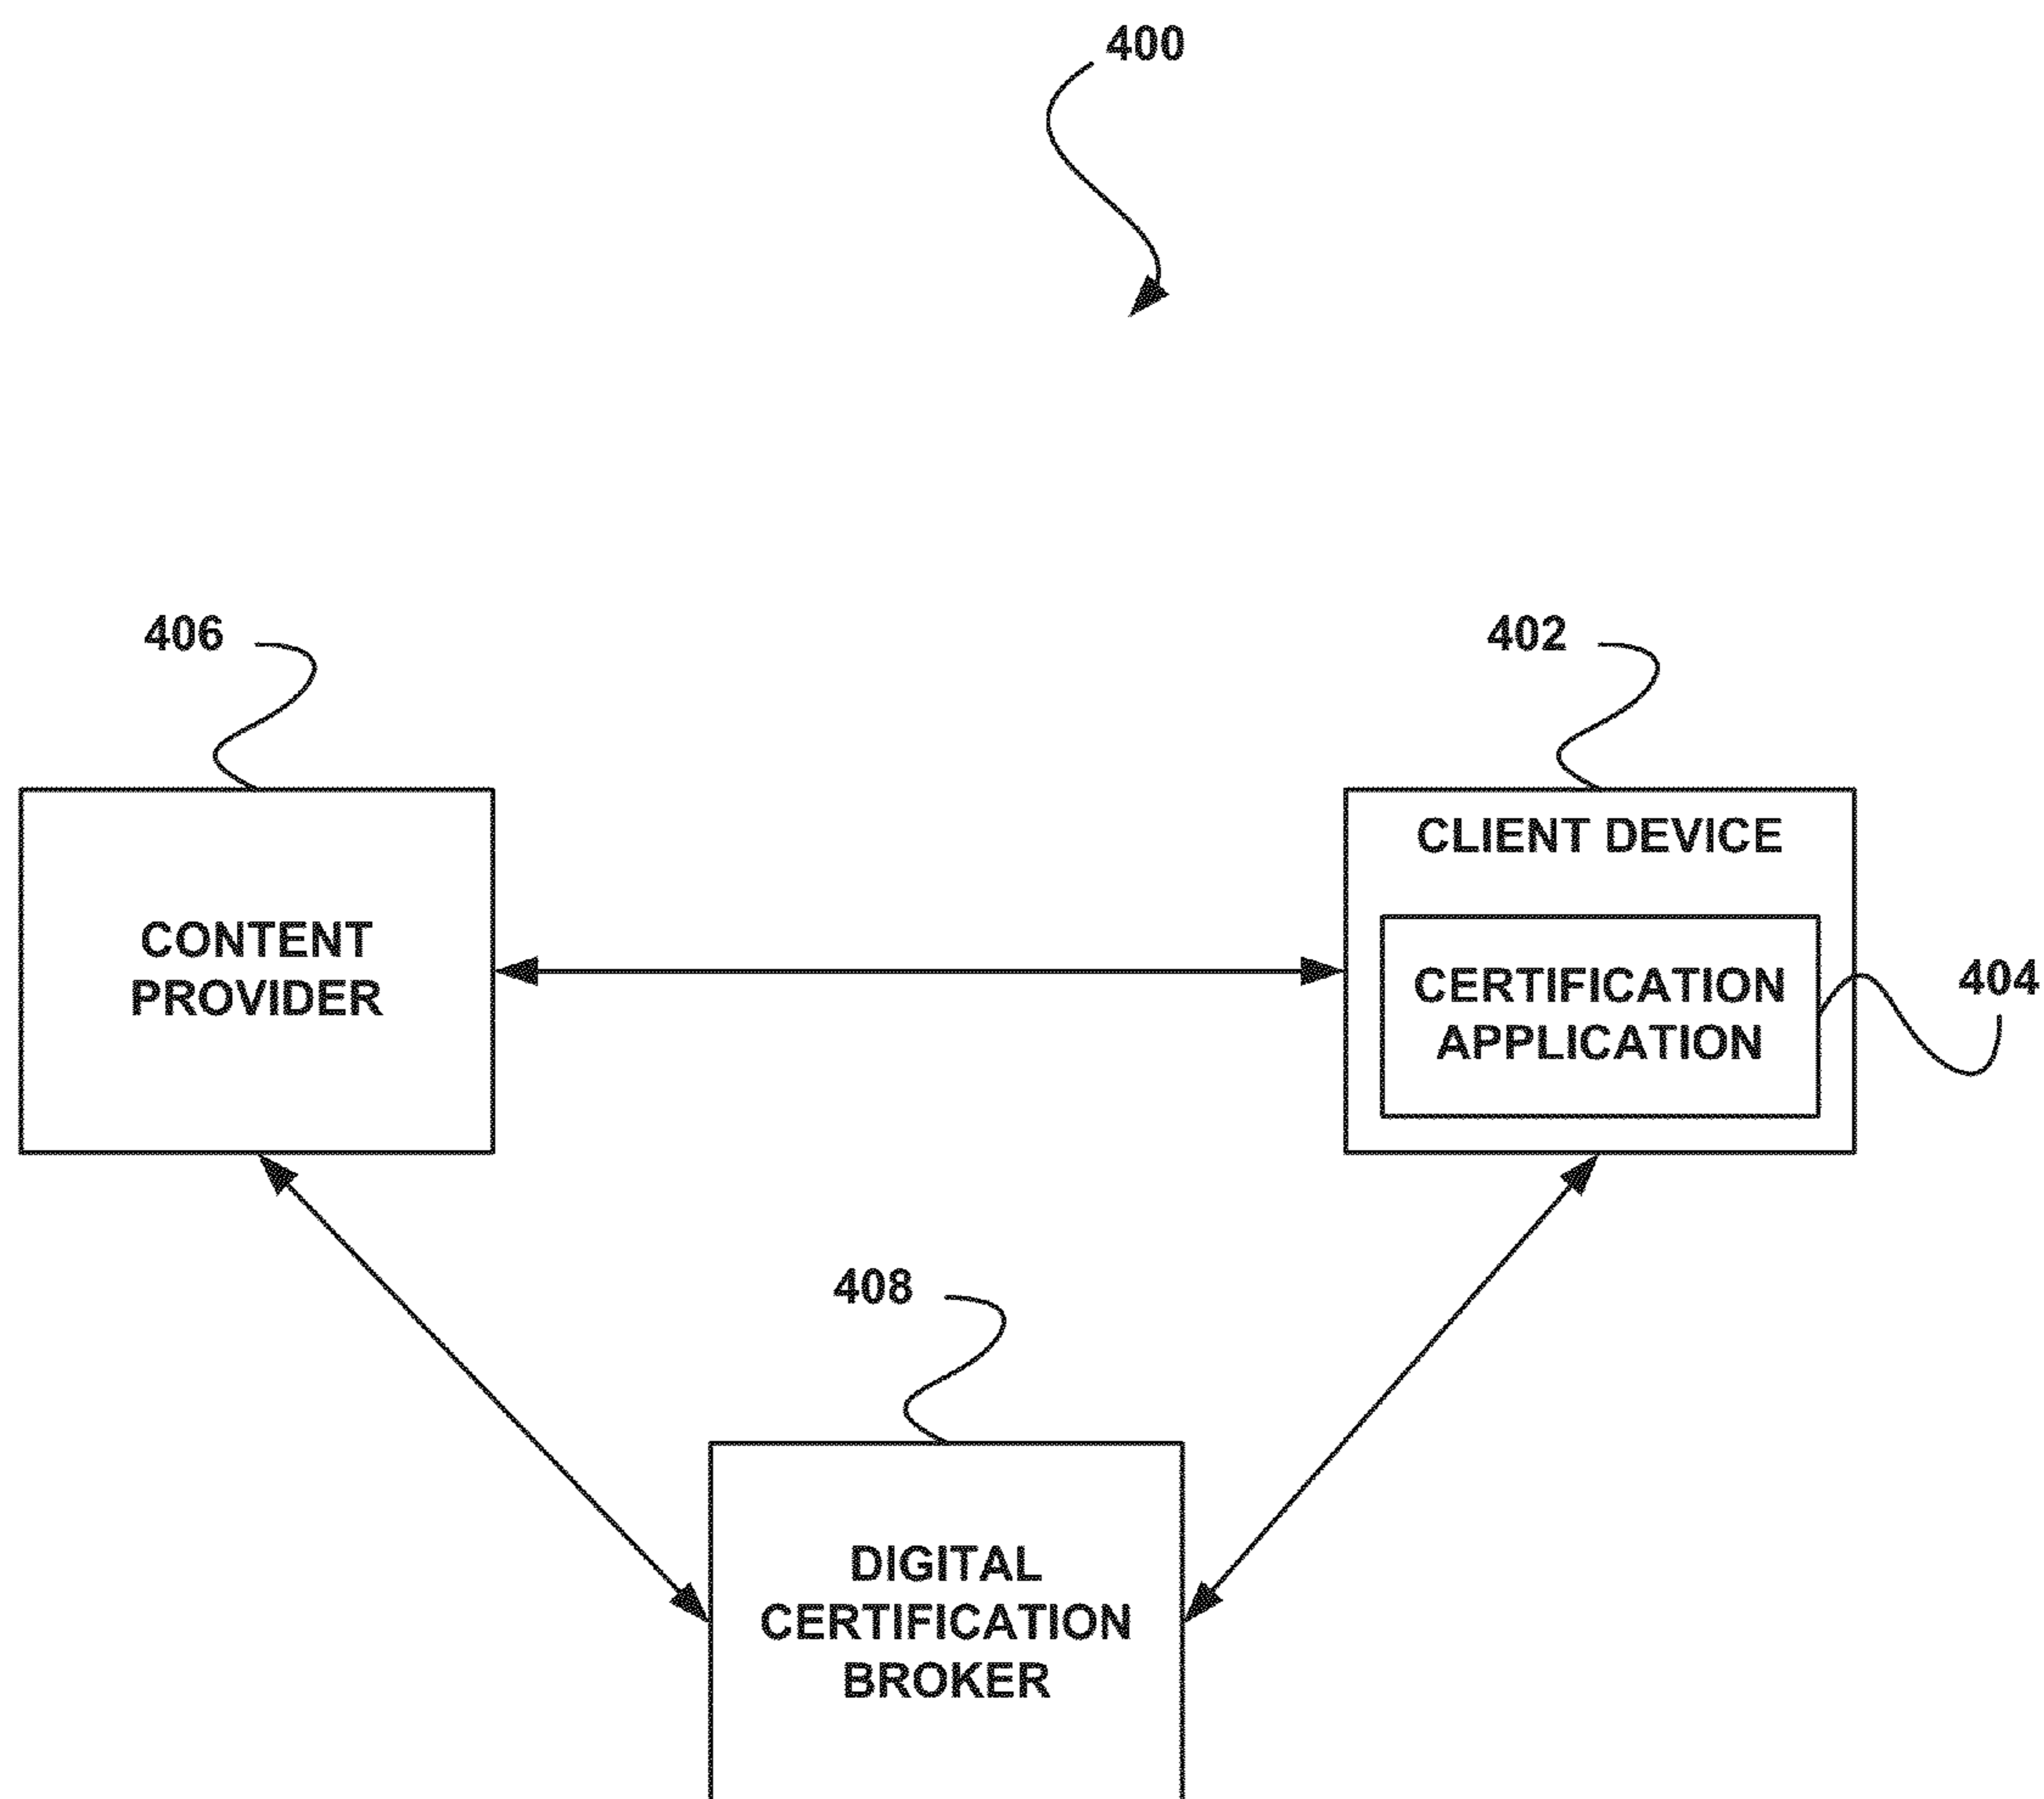 400
406
402
CLIENT DEVICE
CONTENT
PROVIDER
CERTIFICATION
APPLICATION
404
408
DIGITAL
CERTIFICATION
BROKER